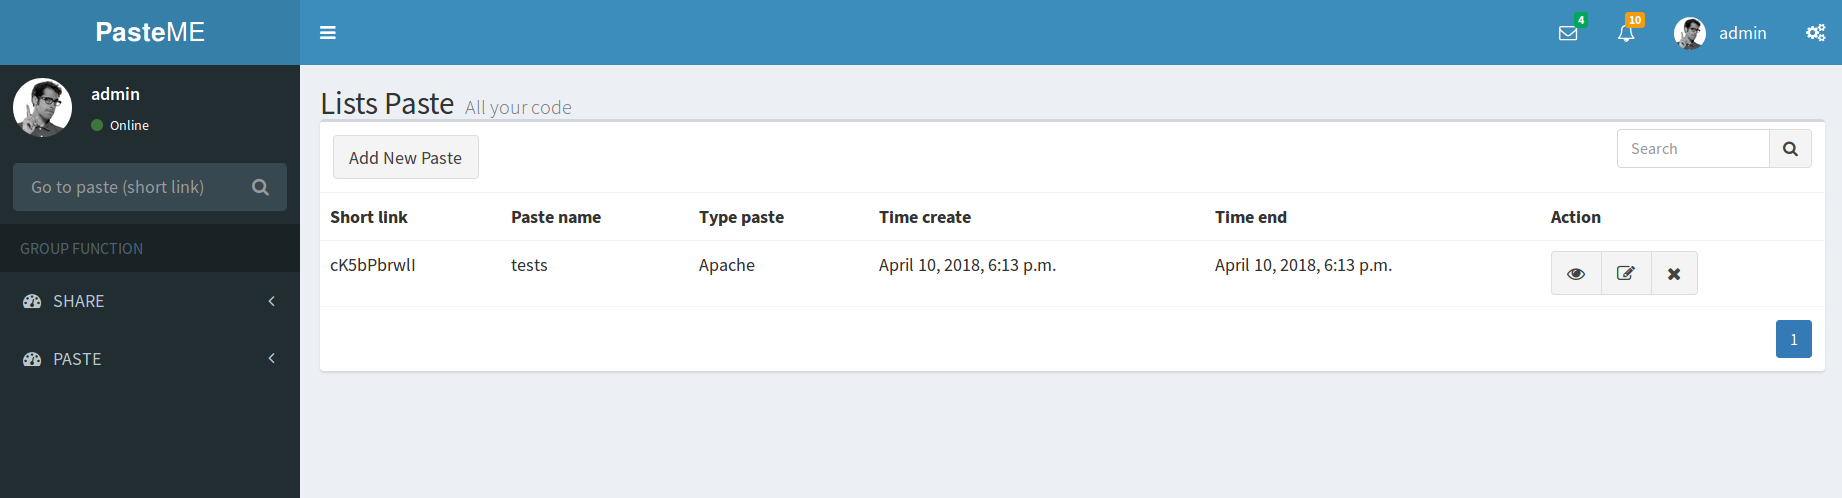 PasteME
4
10
admin
admin
Online
Go to paste (short link)
GROUP FUNCTION
SHARE
PASTE
Lists Paste All your code
Add New Paste
Search
Short link Paste name Type paste Time create Time end Action
cK5bPbrwlI tests Apache April 10, 2018, 6:13 p.m. April 10, 2018, 6:13 p.m.
1